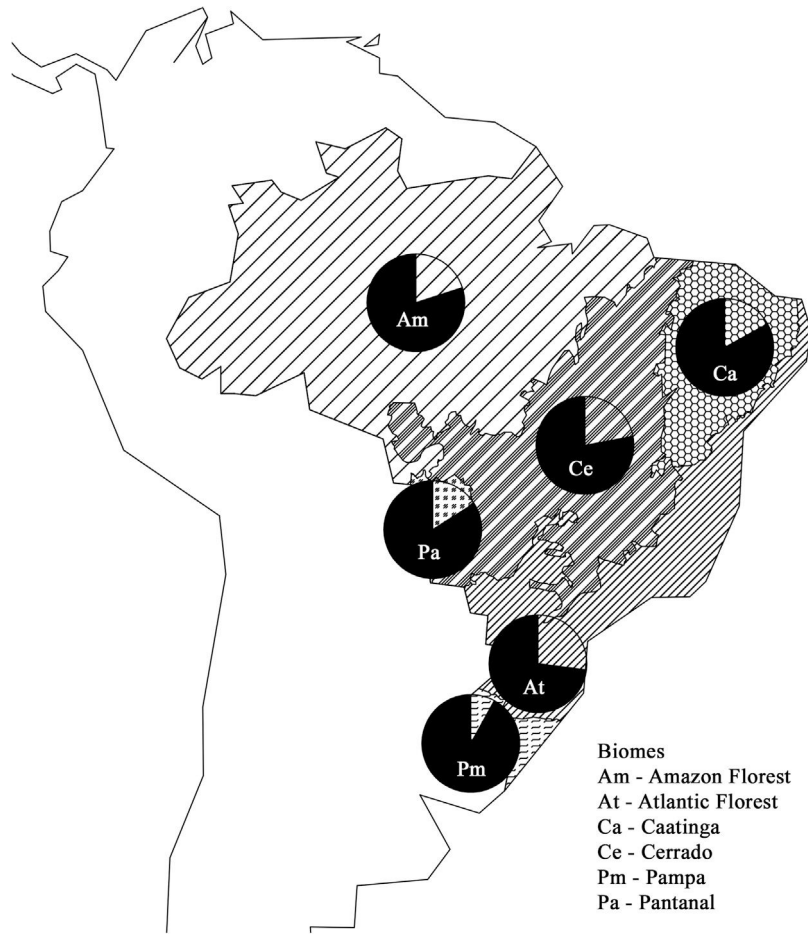 Am
Ca
Ce
Pa
At
Pm
Biomes
Am - Amazon Florest
At - Atlantic Florest
Ca - Caatinga
Ce - Cerrado
Pm - Pampa
Pa - Pantanal